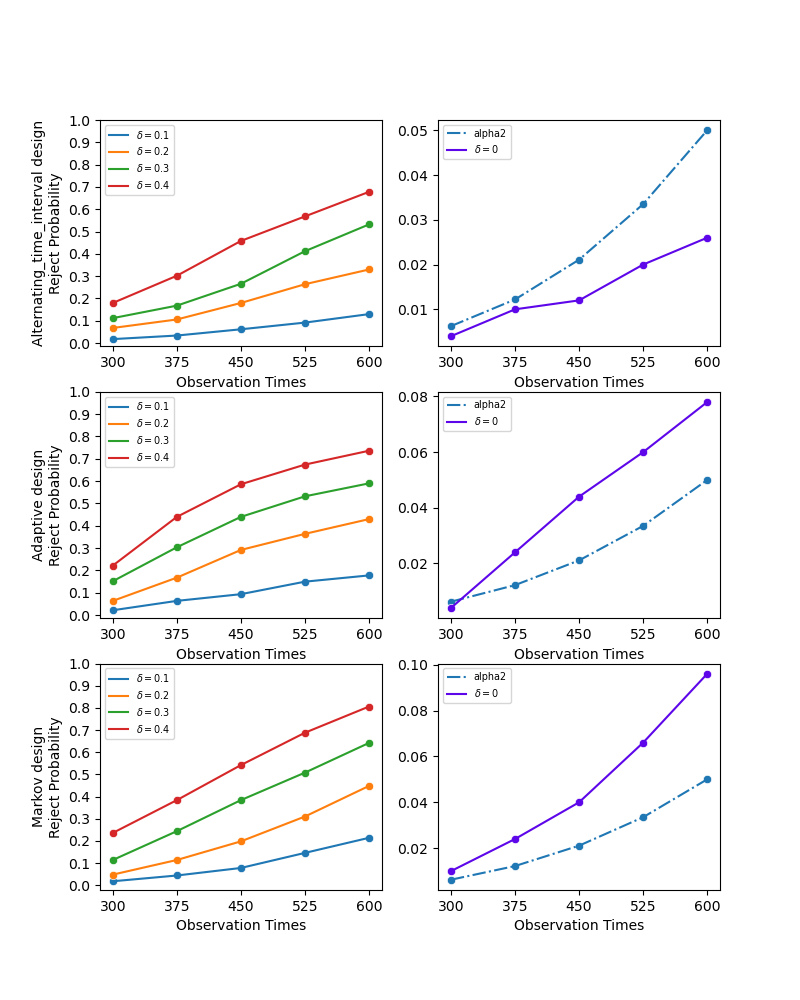 Alternating_time_interval design
Reject Probability
1.0
0.9
0.8
0.7
0.6
0.5
0.4
0.3
0.2
0.1
0.0
δ = 0.1
δ = 0.2
δ = 0.3
δ = 0.4
300 375 450 525 600
Observation Times
0.05
0.04
0.03
0.02
0.01
alpha2
δ = 0
300 375 450 525 600
Observation Times
Adaptive design
Reject Probability
1.0
0.9
0.8
0.7
0.6
0.5
0.4
0.3
0.2
0.1
0.0
δ = 0.1
δ = 0.2
δ = 0.3
δ = 0.4
300 375 450 525 600
Observation Times
0.08
0.06
0.04
0.02
alpha2
δ = 0
300 375 450 525 600
Observation Times
Markov design
Reject Probability
1.0
0.9
0.8
0.7
0.6
0.5
0.4
0.3
0.2
0.1
0.0
δ = 0.1
δ = 0.2
δ = 0.3
δ = 0.4
300 375 450 525 600
Observation Times
0.10
0.08
0.06
0.04
0.02
alpha2
δ = 0
300 375 450 525 600
Observation Times